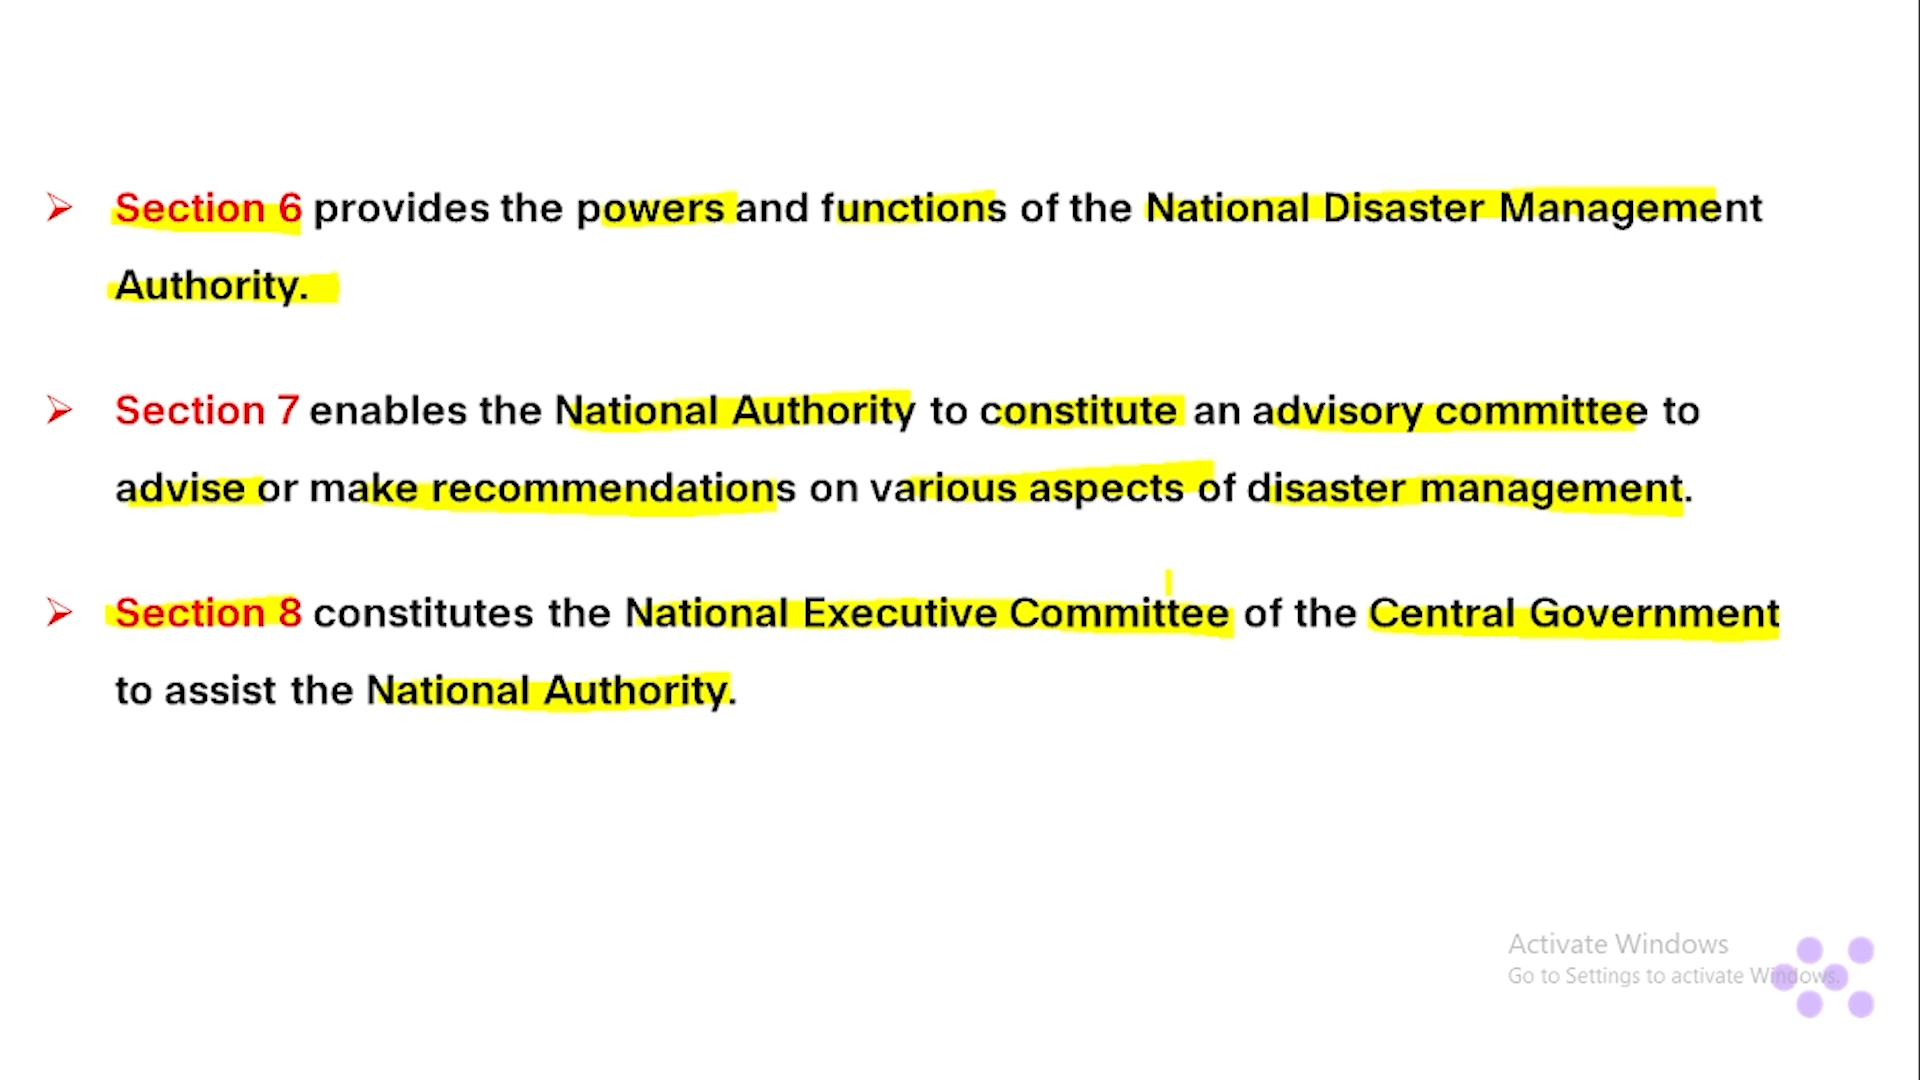 Section 6 provides the powers and functions of the National Disaster Management
Authority.
Section 7 enables the National Authority to constitute an advisory committee to
advise or make recommendations on various aspects of disaster management.
Section 8 constitutes the National Executive Committee of the Central Government
to assist the National Authority.
Activate Windows
Go to Settings to activate Windows.